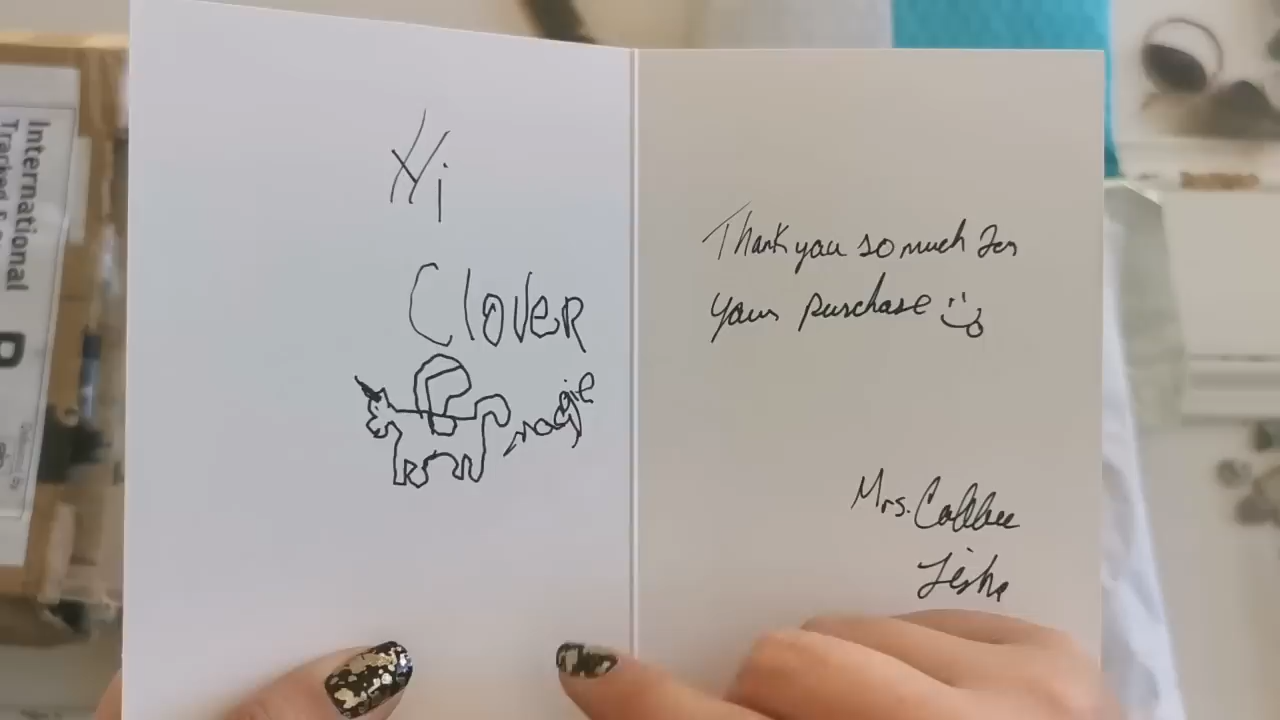 International
Tracked
Hi
Clover
magic
Thank you so much for
your purchase
Mrs.